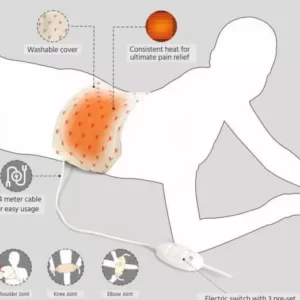 Washable cover
Consistent heat for
ultimate pain relief
4 meter cable
r easy usage
Electric switch with 3 pre-set
houlder Joint
Knee Joint
Elbow Joint